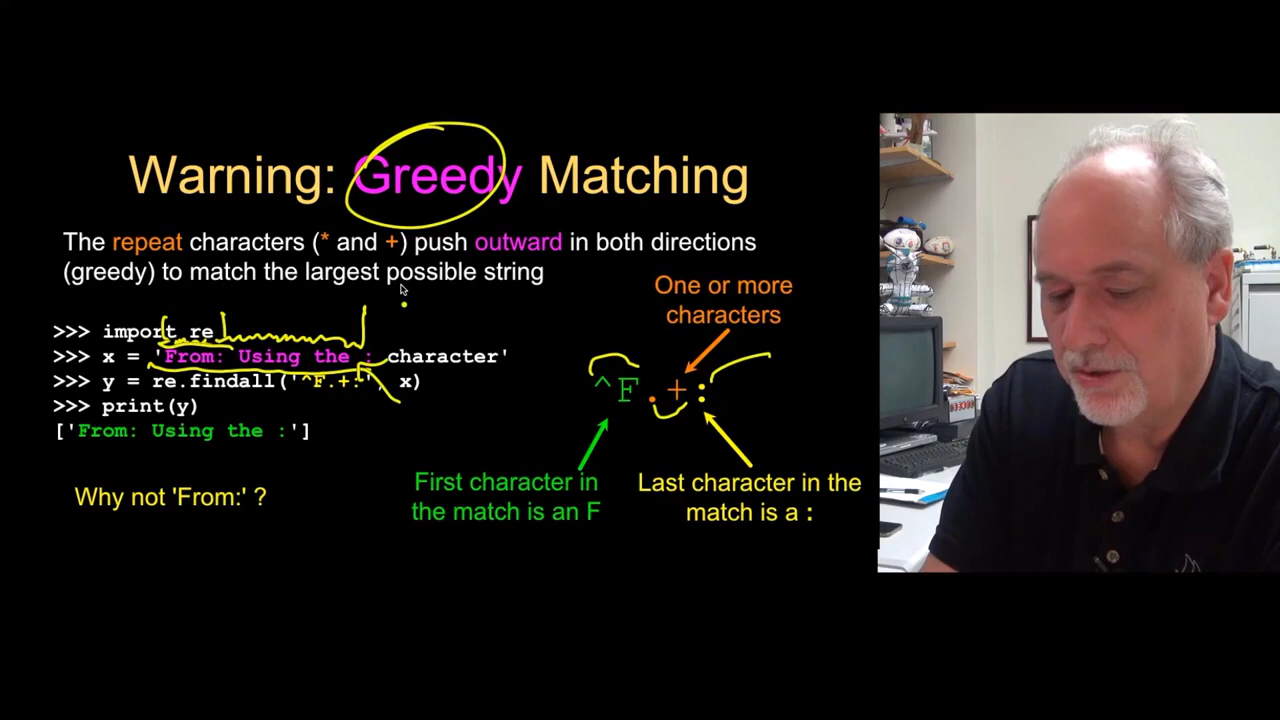 Warning: Greedy Matching
The repeat characters (* and +) push outward in both directions
(greedy) to match the largest possible string
One or more
characters
>>> import re
>>> x = 'From: Using the : character'
>>> y = re.findall('^F.+:', x)
>>> print(y)
['From: Using the :']
^F.+:
Why not 'From:' ?
First character in
the match is an F
Last character in the
match is a :